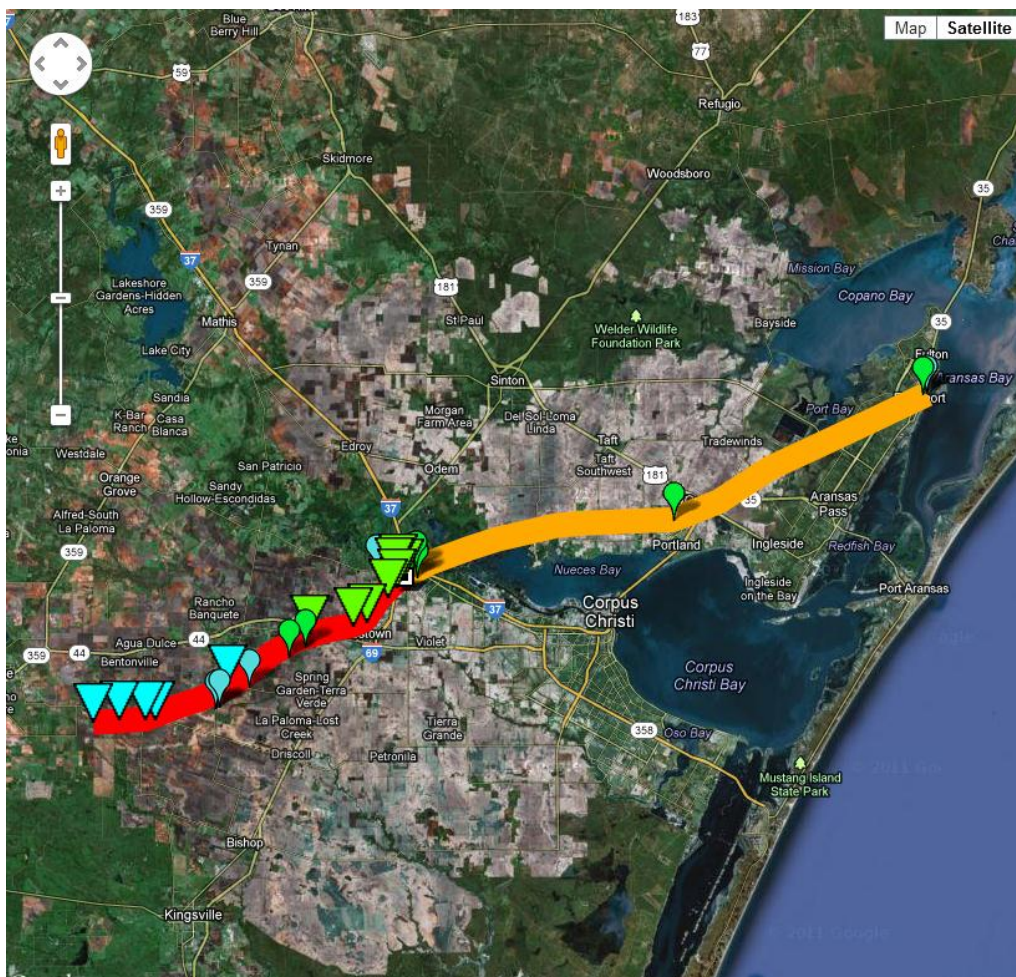 183
Map
Satellite
Blue
Berry Hill
59
77
Refugio
Skidmore
Woodsboro
35
359
Tynan
37
Mission Bay
Lakeshore
Gardens-Hidden
Acres
359
181
Copano Bay
Mathis
St Paul
Welder Wildlife
Foundation Park
Bayside
35
Lake City
Fulton
Sinton
Aransas Bay
Sandia
K-Bar
Ranch
Casa
Blanca
Morgan
Farm Area
Del Sol-Loma
Linda
Port Bay
Westdale
Edroy
Taft
Tradewinds
Orange
Grove
San Patricio
Odem
Taft
Southwest
181
Sandy
Hollow-Escondidas
35
Aransas
Pass
37
Alfred-South
La Paloma
359
Portland
Ingleside
Redfish Bay
Nueces Bay
Ingleside
on the Bay
Port Aransas
Rancho
Banquete
Corpus
Christi
37
Agua Dulce
44
Violet
359
44
Bentonville
69
Spring
Garden-Terra
Verde
Corpus
Christi Bay
La Paloma-Lost
Creek
Tierra
Grande
358
Oso Bay
Driscoll
Petronila
Mustang Island
State Park
Bishop
Kingsville
© 2011 Google